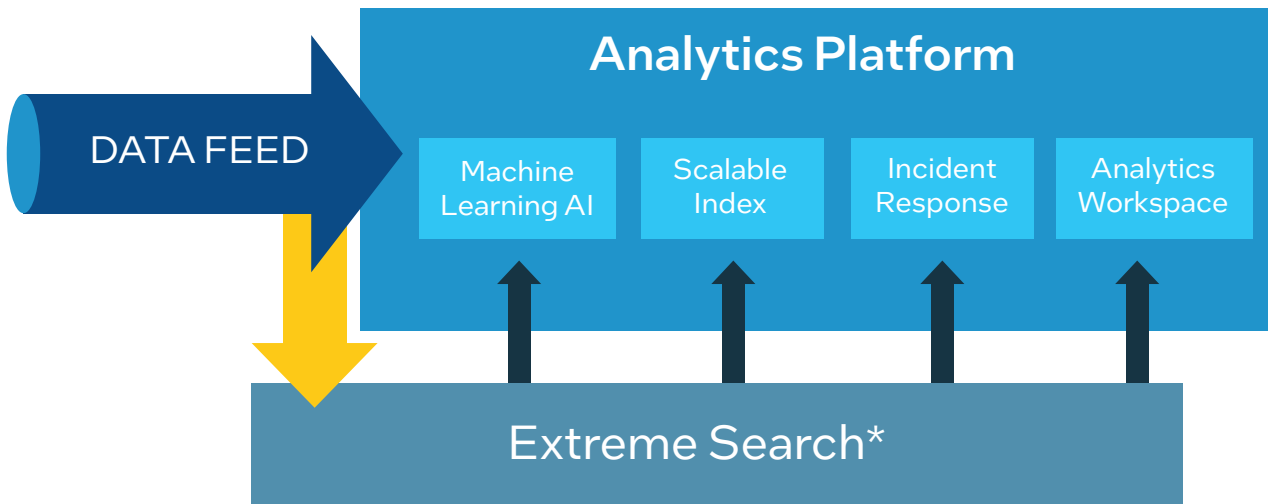 Analytics Platform
DATA FEED
Machine
Learning AI
Scalable
Index
Incident
Response
Analytics
Workspace
Extreme Search*